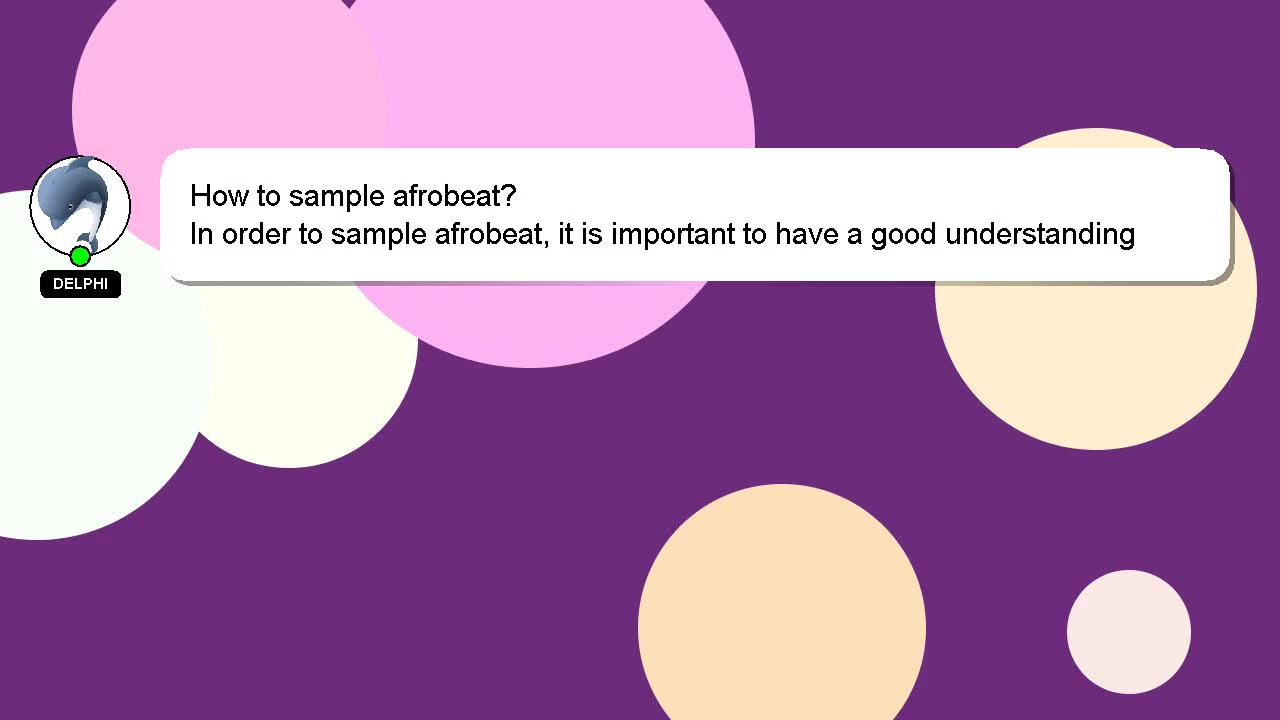 How to sample afrobeat?
In order to sample afrobeat, it is important to have a good understanding
DELPHI